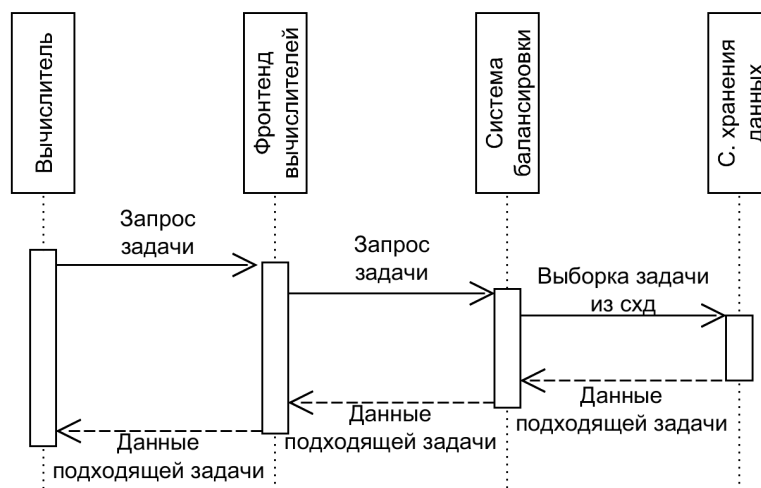 Вычислитель
Фронтенд
вычислителей
Система
балансировки
С. хранения
данных
Запрос
задачи
Запрос
задачи
Выборка задачи
из схд
Данные
подходящей задачи
Данные
подходящей задачи
Данные
подходящей задачи